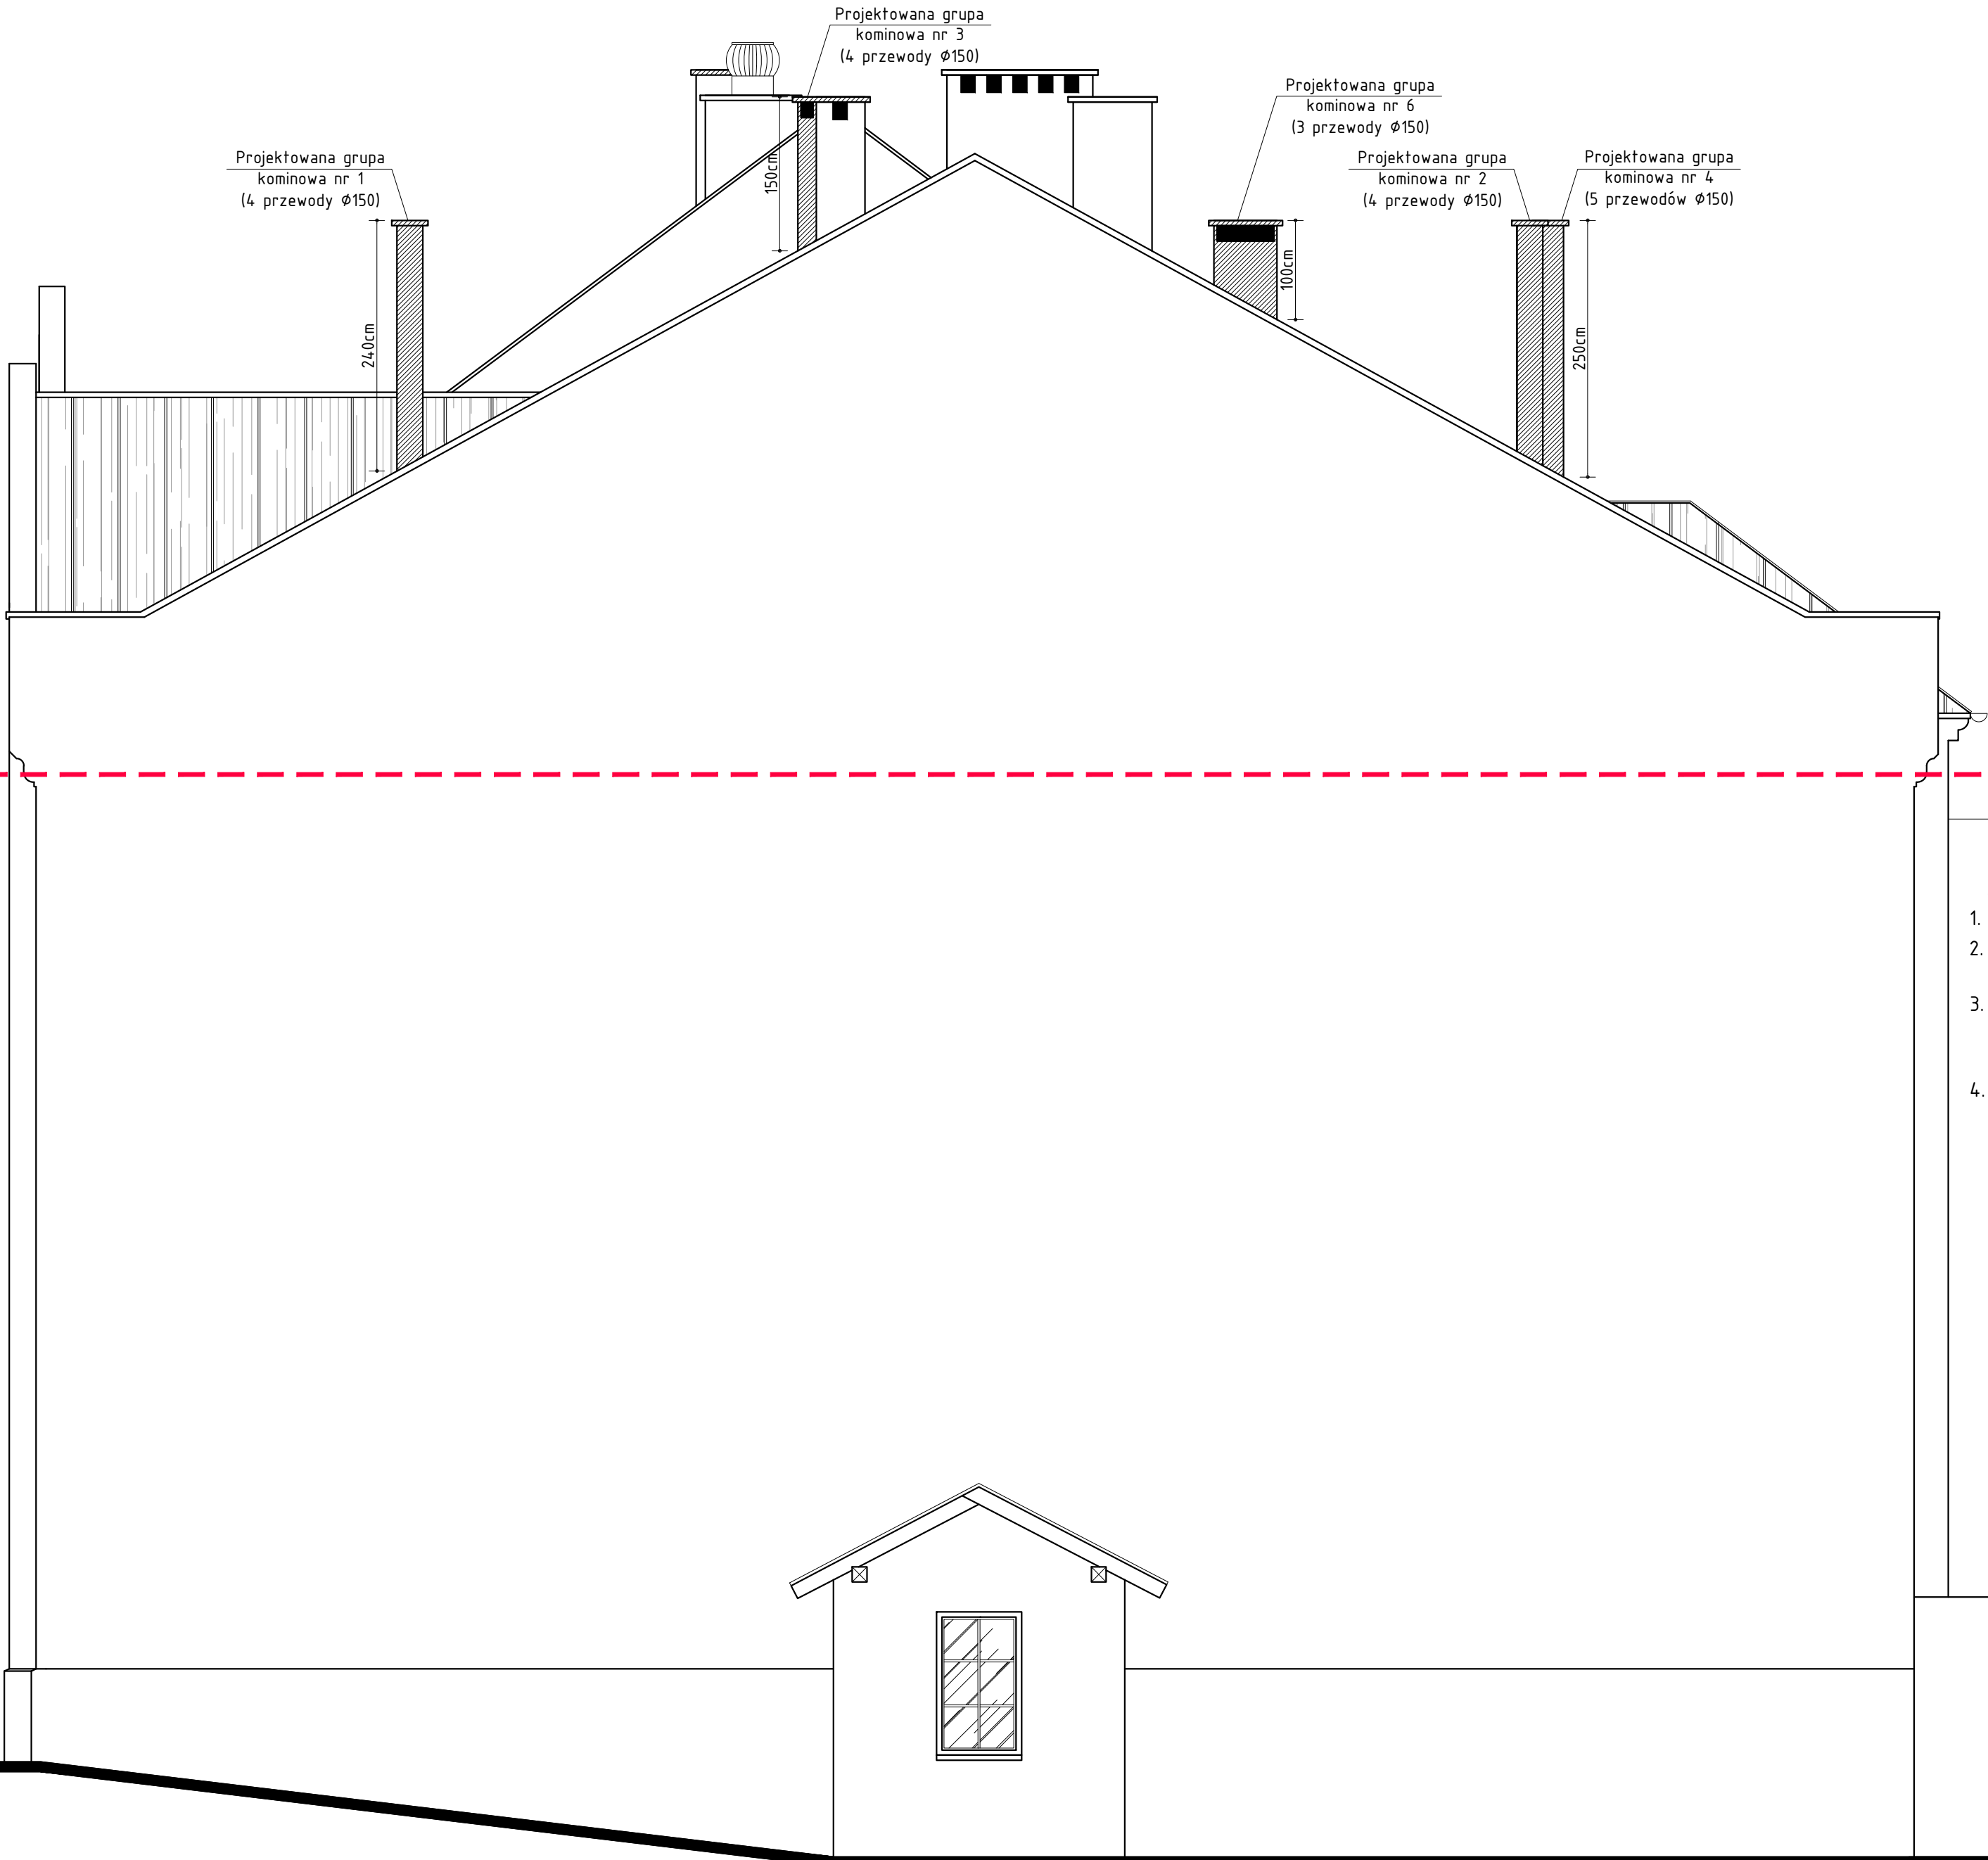 Projektowana grupa
kominowa nr 3
(4 przewody Ø150)
Projektowana grupa
kominowa nr 6
(3 przewody Ø150)
Projektowana grupa
kominowa nr 1
(4 przewody Ø150)
Projektowana grupa
kominowa nr 2
(4 przewody Ø150)
Projektowana grupa
kominowa nr 4
(5 przewodów Ø150)
150cm
100cm
240cm
250cm
1.
2.
3.
4.